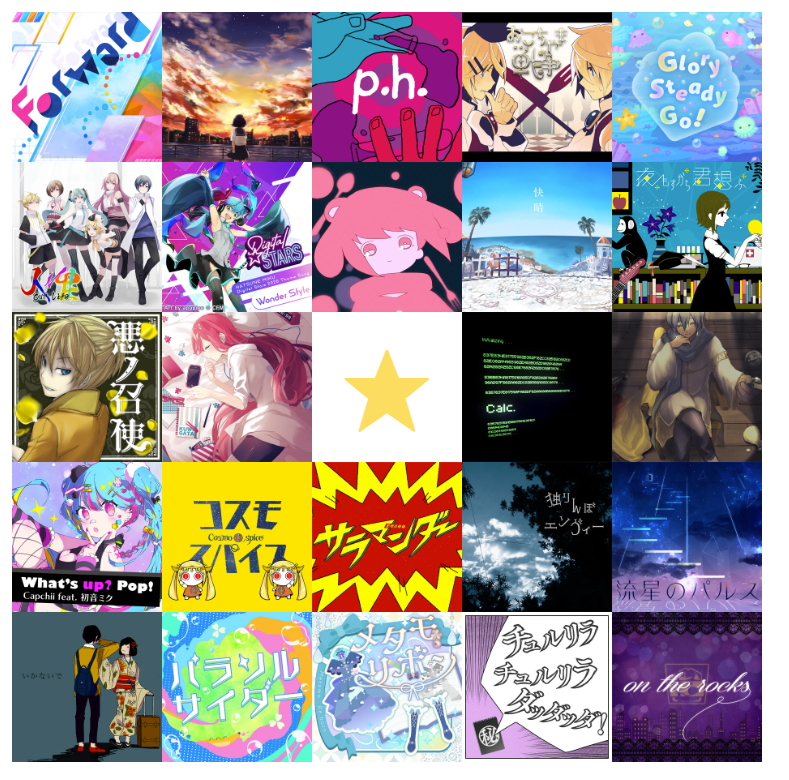 Forward
p.h.
おこちゃま戦争
Glory
Steady
Go!
Digital
STARS
HATSUNE MIKU
Wonder Style
快晴
夜もすがら君想ふ
悪ノ召使
Calc.
What's up? Pop!
Capchii feat. 初音ミク
コスモ
Cosmo spice
スパイス
サラマンダー
独りんぼ
エンヴィー
流星のパルス
いかないで
パラソル
サイダー
メタモ
リボン
チュルリラ
チュルリラ
ダッダッダ!
秘
on the rocks